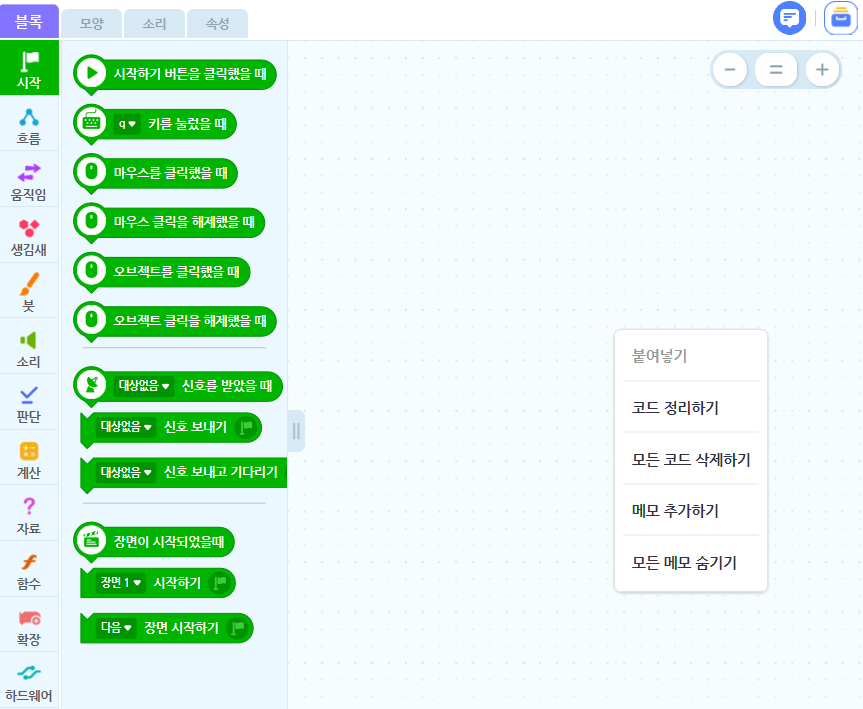 블록
모양
소리
속성
시작
흐름
움직임
생김새
붓
소리
판단
계산
자료
함수
확장
하드웨어
시작하기 버튼을 클릭했을 때
q 키를 눌렀을 때
마우스를 클릭했을 때
마우스 클릭을 해제했을 때
오브젝트를 클릭했을 때
오브젝트 클릭을 해제했을 때
대상없음 신호를 받았을 때
대상없음 신호 보내기
대상없음 신호 보내고 기다리기
장면이 시작되었을때
장면 1 시작하기
다음 장면 시작하기
붙여넣기
코드 정리하기
모든 코드 삭제하기
메모 추가하기
모든 메모 숨기기